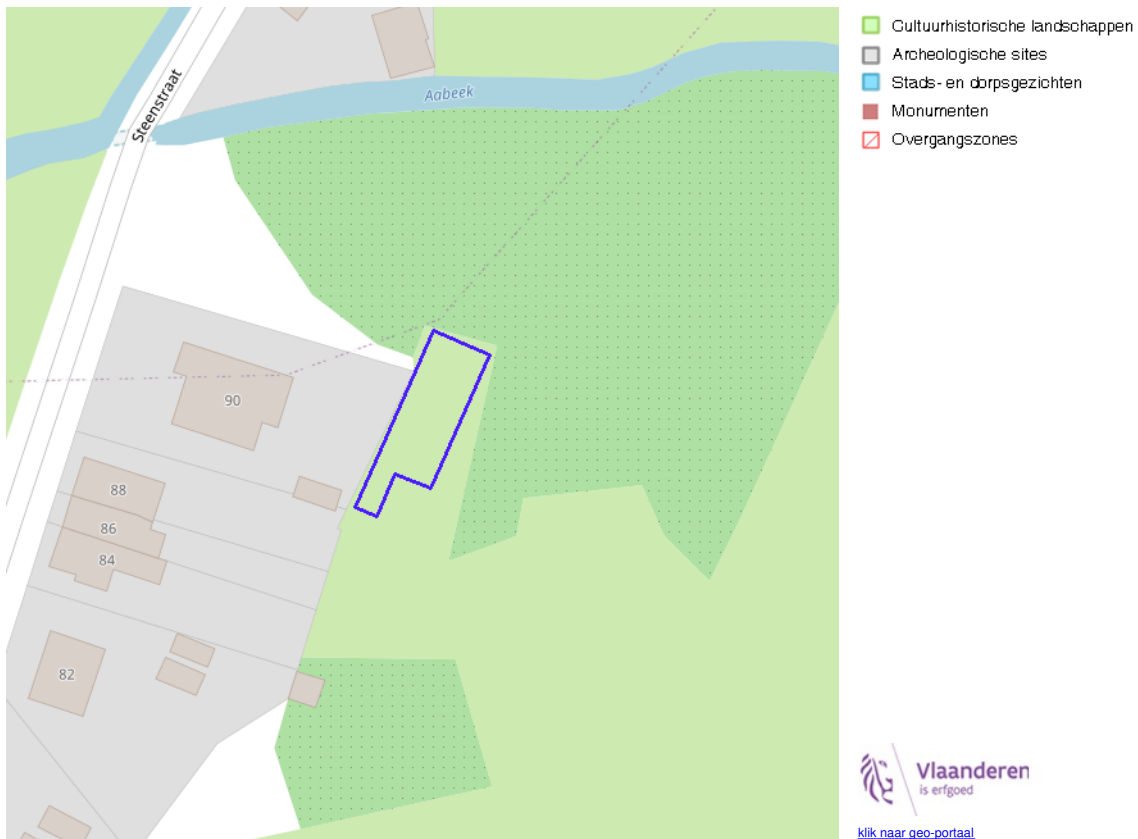 Steenstraat
Aabeek
90
88
86
84
82
Cultuurhistorische landschappen
Archeologische sites
Stads- en dorpsgezichten
Monumenten
Overgangszones
Vlaanderen
is erfgoed
klik naar geo-portaal